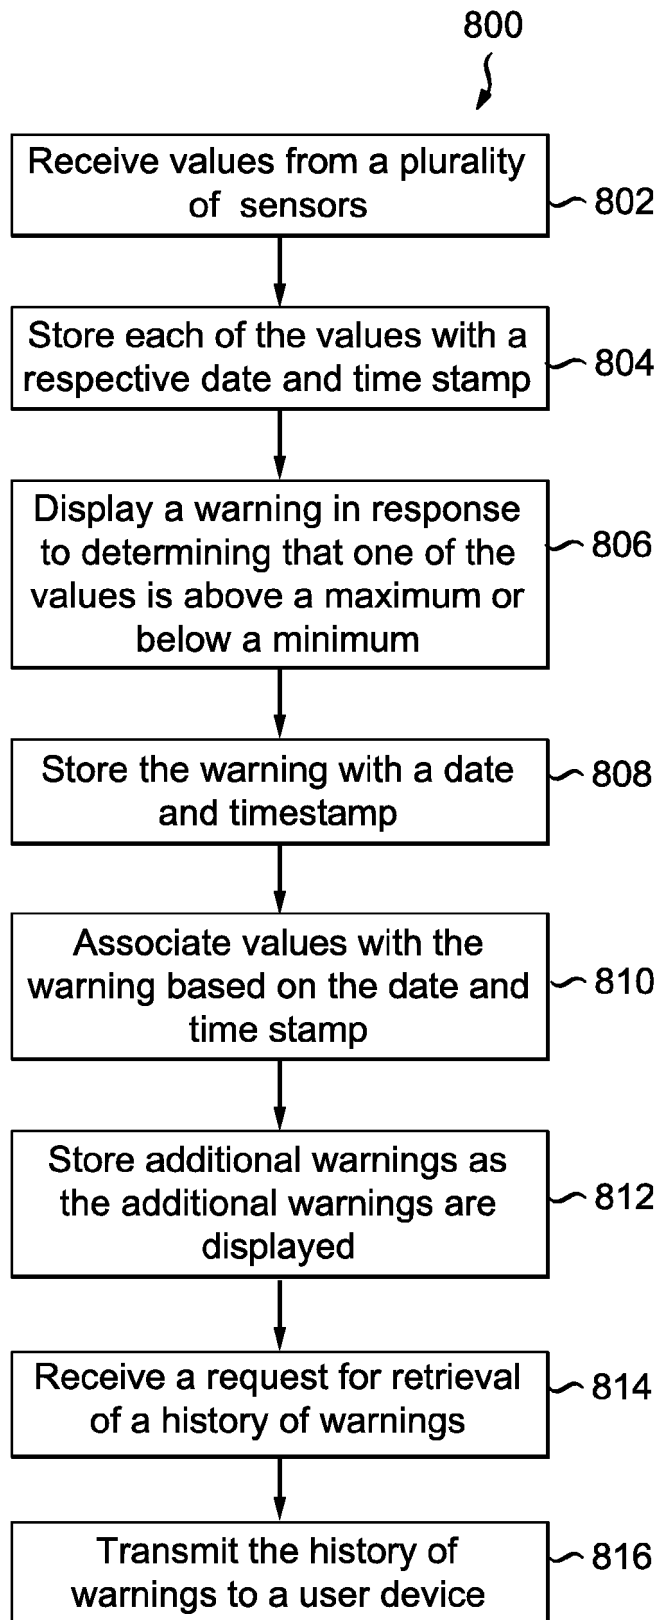 800
Receive values from a plurality
of sensors
802
Store each of the values with a
respective date and time stamp
804
Display a warning in response
to determining that one of the
values is above a maximum or
below a minimum
806
Store the warning with a date
and timestamp
808
Associate values with the
warning based on the date and
time stamp
810
Store additional warnings as
the additional warnings are
displayed
812
Receive a request for retrieval
of a history of warnings
814
Transmit the history of
warnings to a user device
816